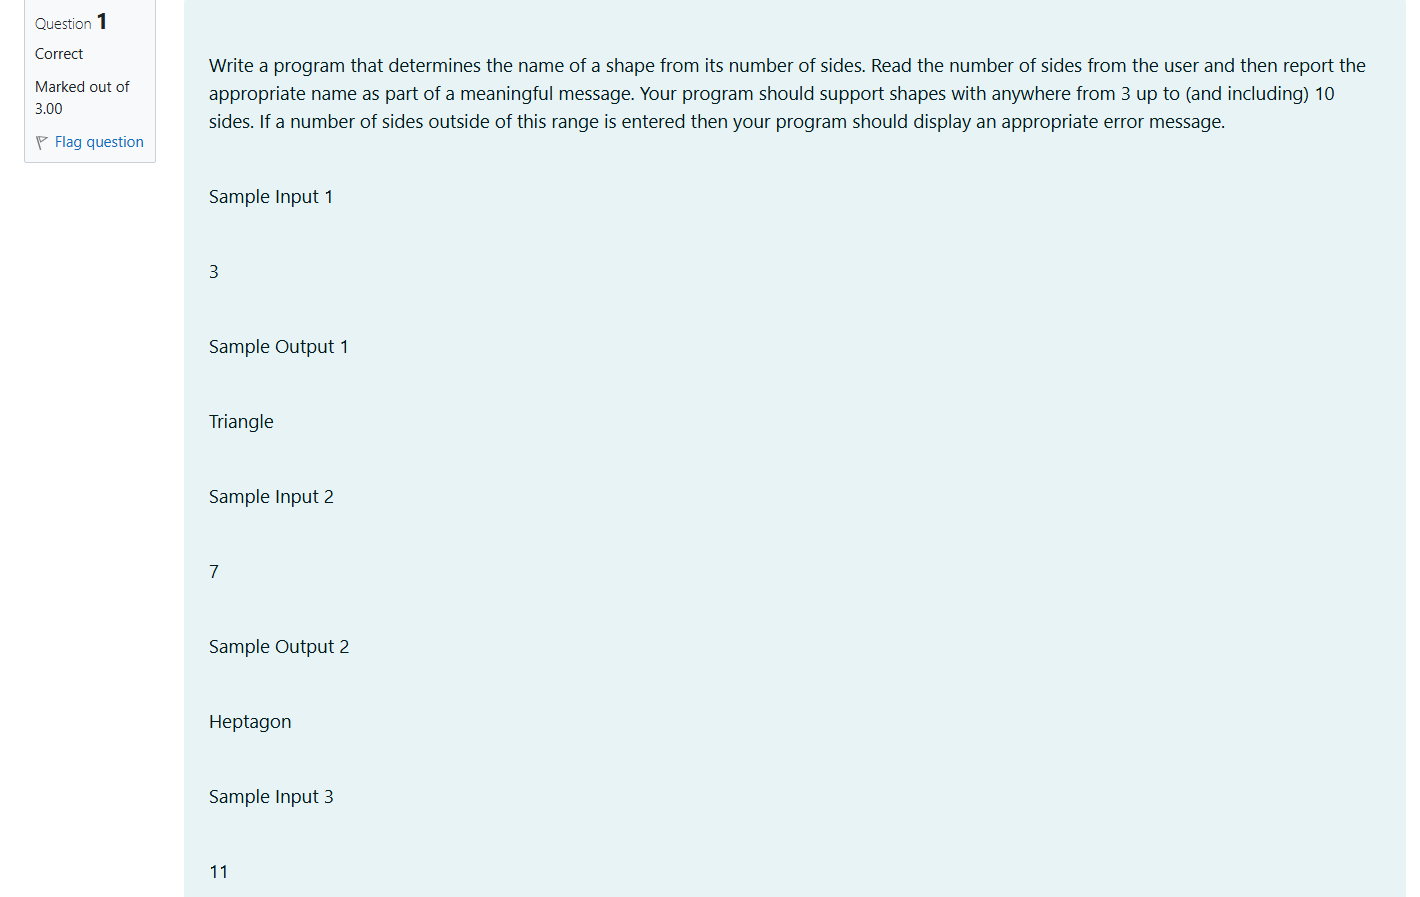 Question 1
Correct
Marked out of
3.00
Flag question
Write a program that determines the name of a shape from its number of sides. Read the number of sides from the user and then report the
appropriate name as part of a meaningful message. Your program should support shapes with anywhere from 3 up to (and including) 10
sides. If a number of sides outside of this range is entered then your program should display an appropriate error message.
Sample Input 1
3
Sample Output 1
Triangle
Sample Input 2
7
Sample Output 2
Heptagon
Sample Input 3
11